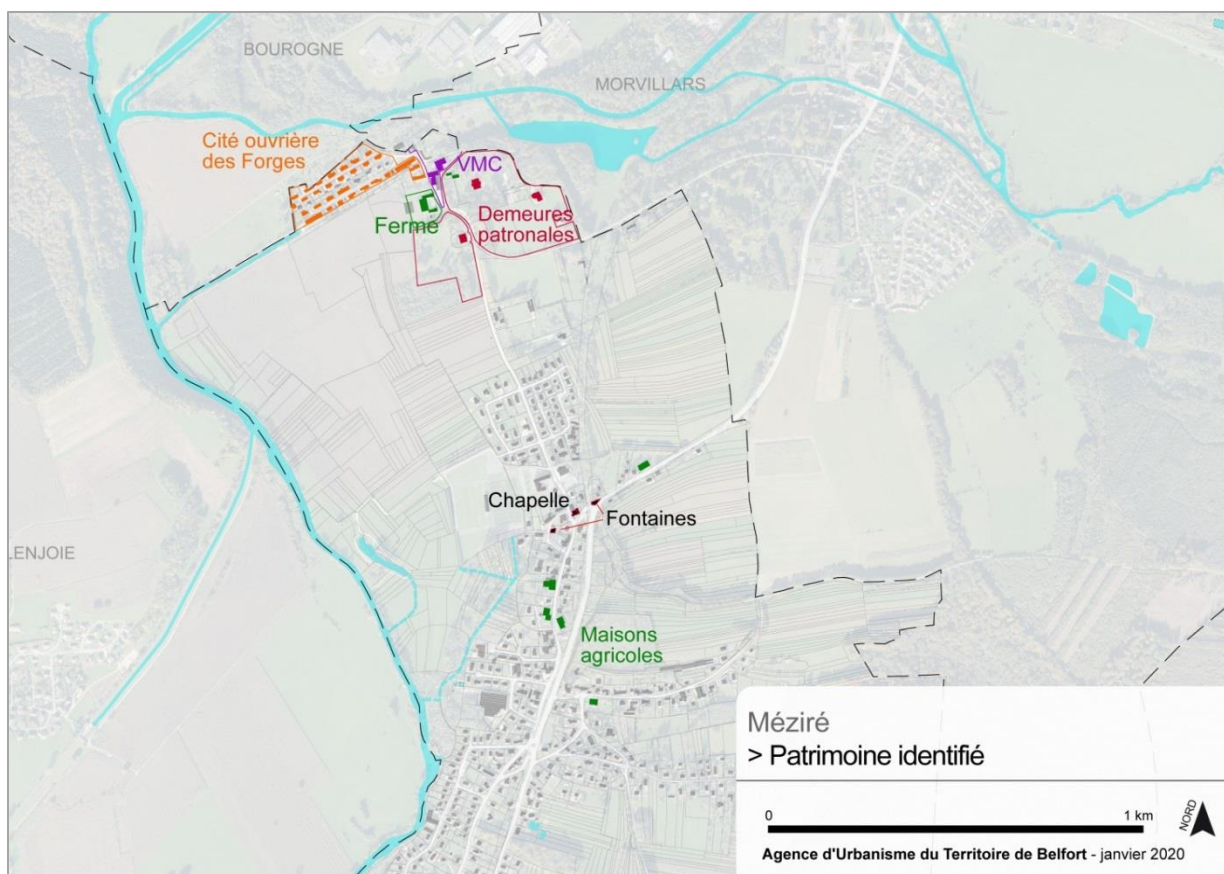 BOUROGNE
MORVILLARS
Cité ouvrière
des Forges
VMC
Ferme
Demeures
patronales
Chapelle
Fontaines
LENJOIE
Maisons
agricoles
Méziré
> Patrimoine identifié
0
1 km
NORD
Agence d'Urbanisme du Territoire de Belfort - janvier 2020